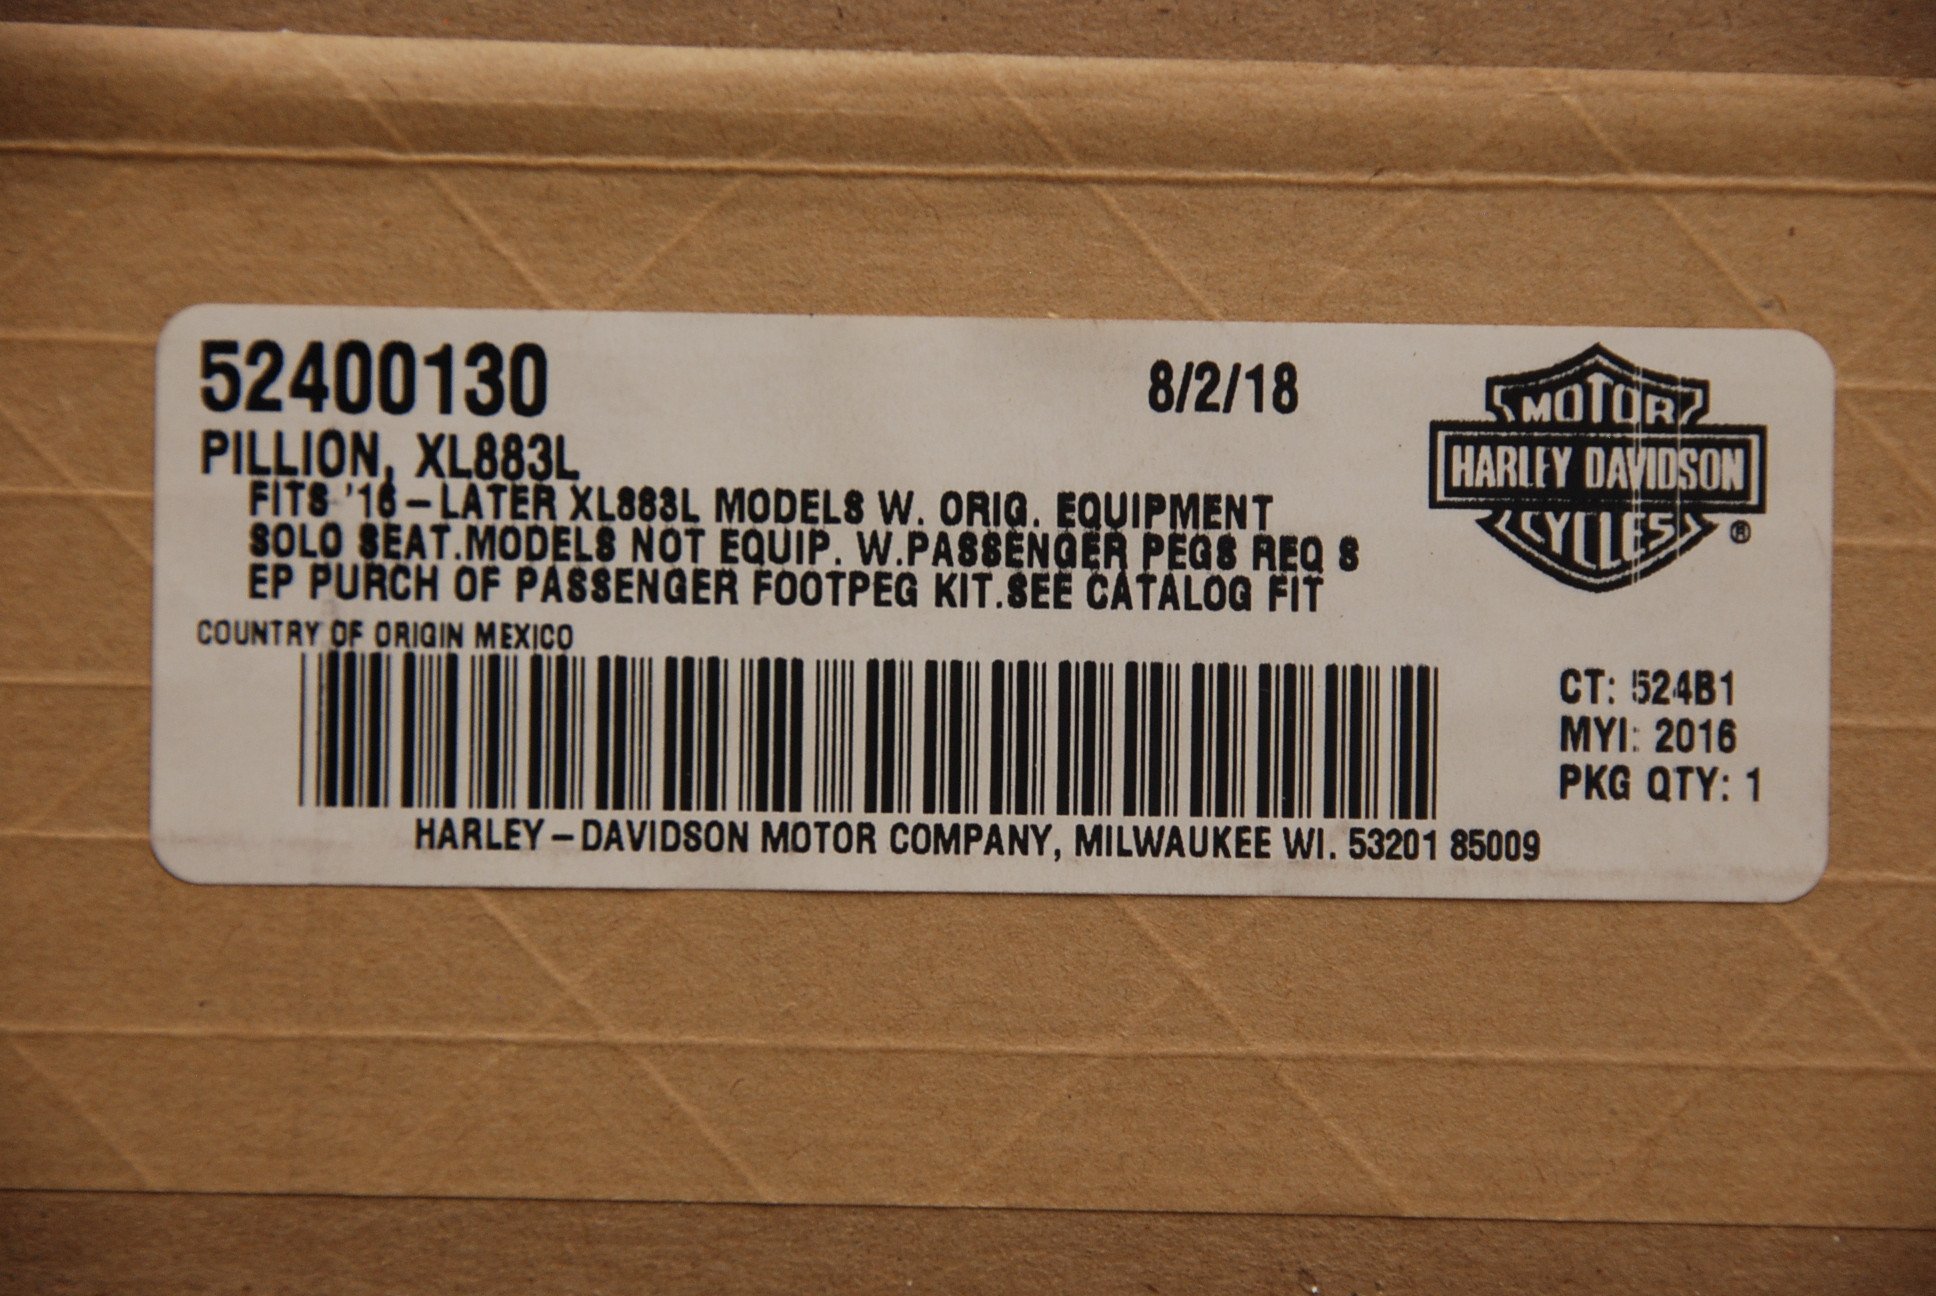 52400130
8/2/18
PILLION, XL883L
FITS '16-LATER XL883L MODELS W. ORIG. EQUIPMENT
SOLO SEAT.MODELS NOT EQUIP. W.PASSENGER PEGS REQ S
EP PURCH OF PASSENGER FOOTPEG KIT.SEE CATALOG FIT
COUNTRY OF ORIGIN MEXICO
MOTOR
HARLEY DAVIDSON
CYCLES
®
CT: 524B1
MYI: 2016
PKG QTY: 1
HARLEY-DAVIDSON MOTOR COMPANY, MILWAUKEE WI. 53201 85009